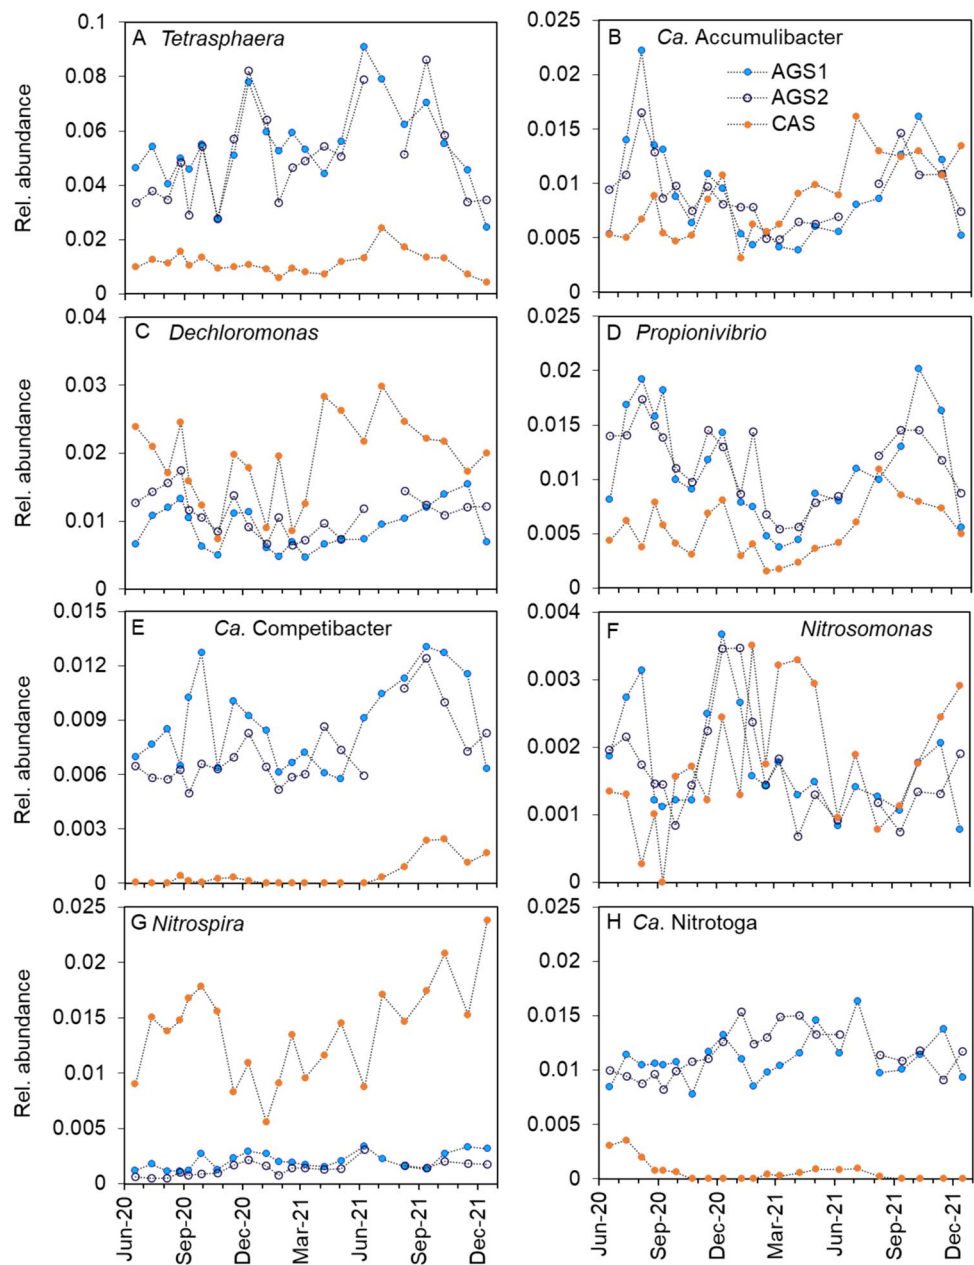 A Tetrasphaera
0.1
0.08
0.06
0.04
0.02
0
Rel. abundance
B Ca. Accumulibacter
AGS1
AGS2
CAS
0.025
0.02
0.015
0.01
0.005
0
C Dechloromonas
0.04
0.03
0.02
0.01
0
Rel. abundance
D Propionivibrio
0.025
0.02
0.015
0.01
0.005
0
E Ca. Competibacter
0.015
0.012
0.009
0.006
0.003
0
Rel. abundance
F Nitrosomonas
0.004
0.003
0.002
0.001
0
G Nitrospira
0.025
0.02
0.015
0.01
0.005
0
Rel. abundance
Jun-20
Sep-20
Dec-20
Mar-21
Jun-21
Sep-21
Dec-21
H Ca. Nitrotoga
0.025
0.02
0.015
0.01
0.005
0
Jun-20
Sep-20
Dec-20
Mar-21
Jun-21
Sep-21
Dec-21